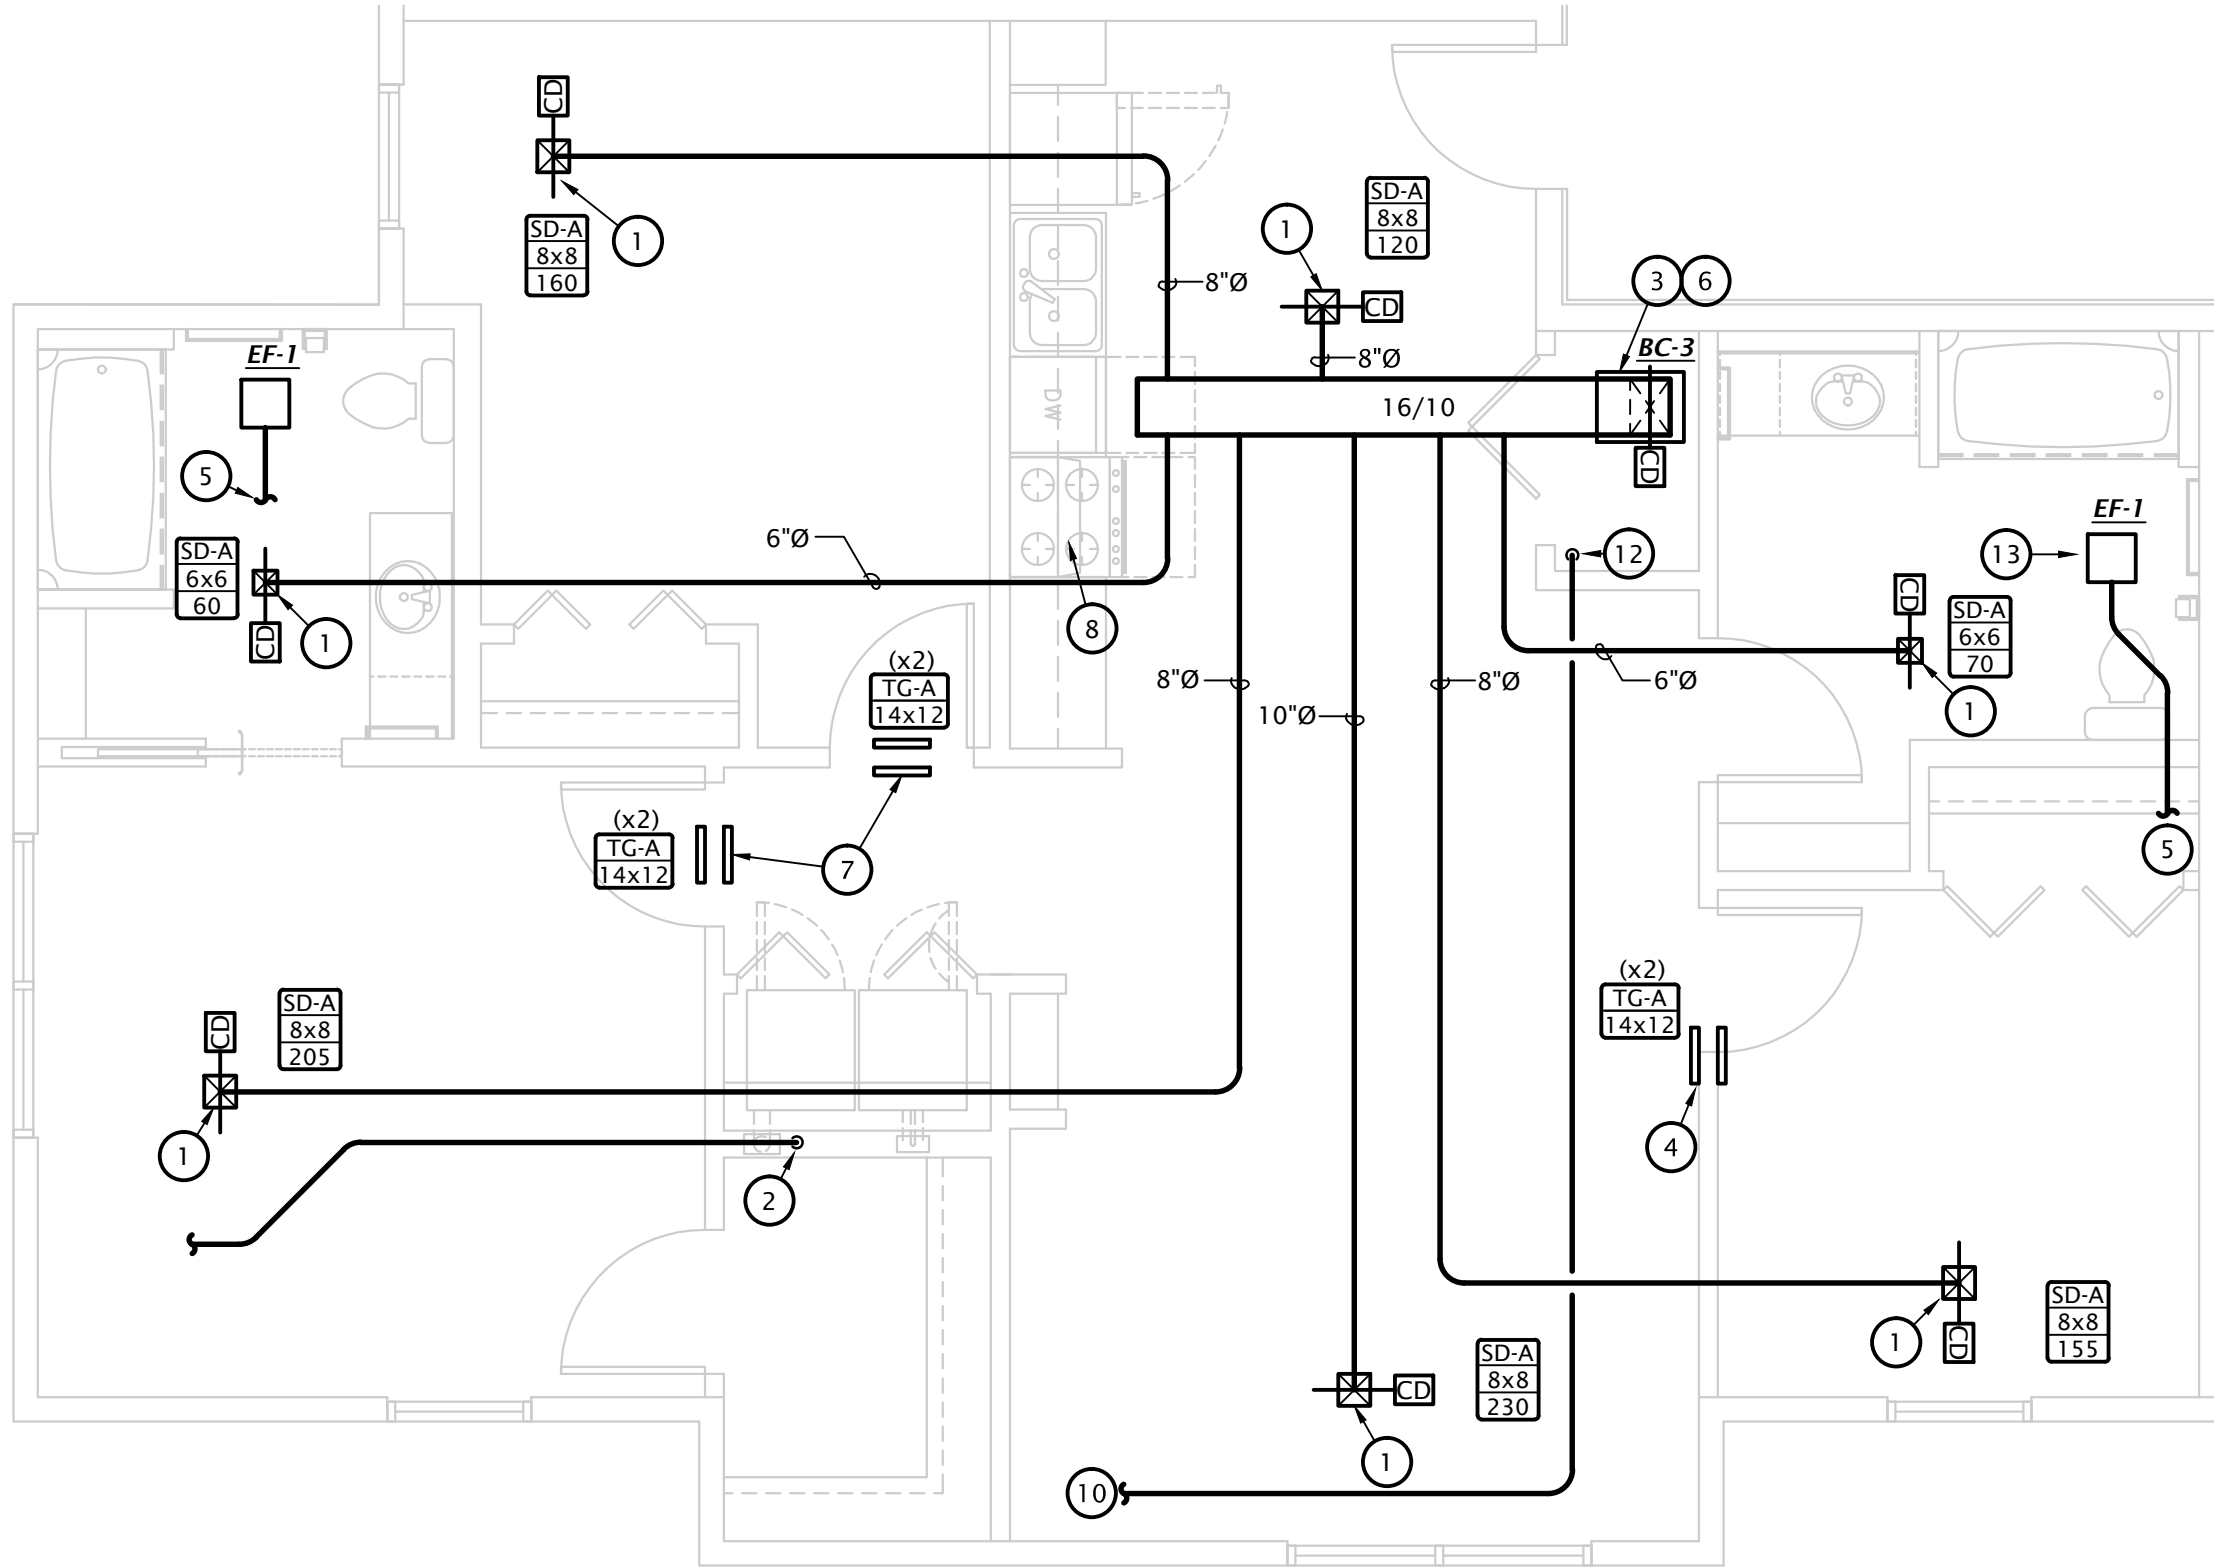 CD
SD-A
8x8
160
1
SD-A
8x8
120
1
CD
8"Ø
8"Ø
3
6
BC-3
16/10
CD
EF-1
5
DW
SD-A
6x6
60
CD
1
6"Ø
8
12
EF-1
13
CD
SD-A
6x6
70
1
6"Ø
8"Ø
10"Ø
8"Ø
(x2)
TG-A
14x12
(x2)
TG-A
14x12
7
5
(x2)
TG-A
14x12
4
CD
SD-A
8x8
205
1
2
SD-A
8x8
155
1
CD
SD-A
8x8
230
CD
1
10